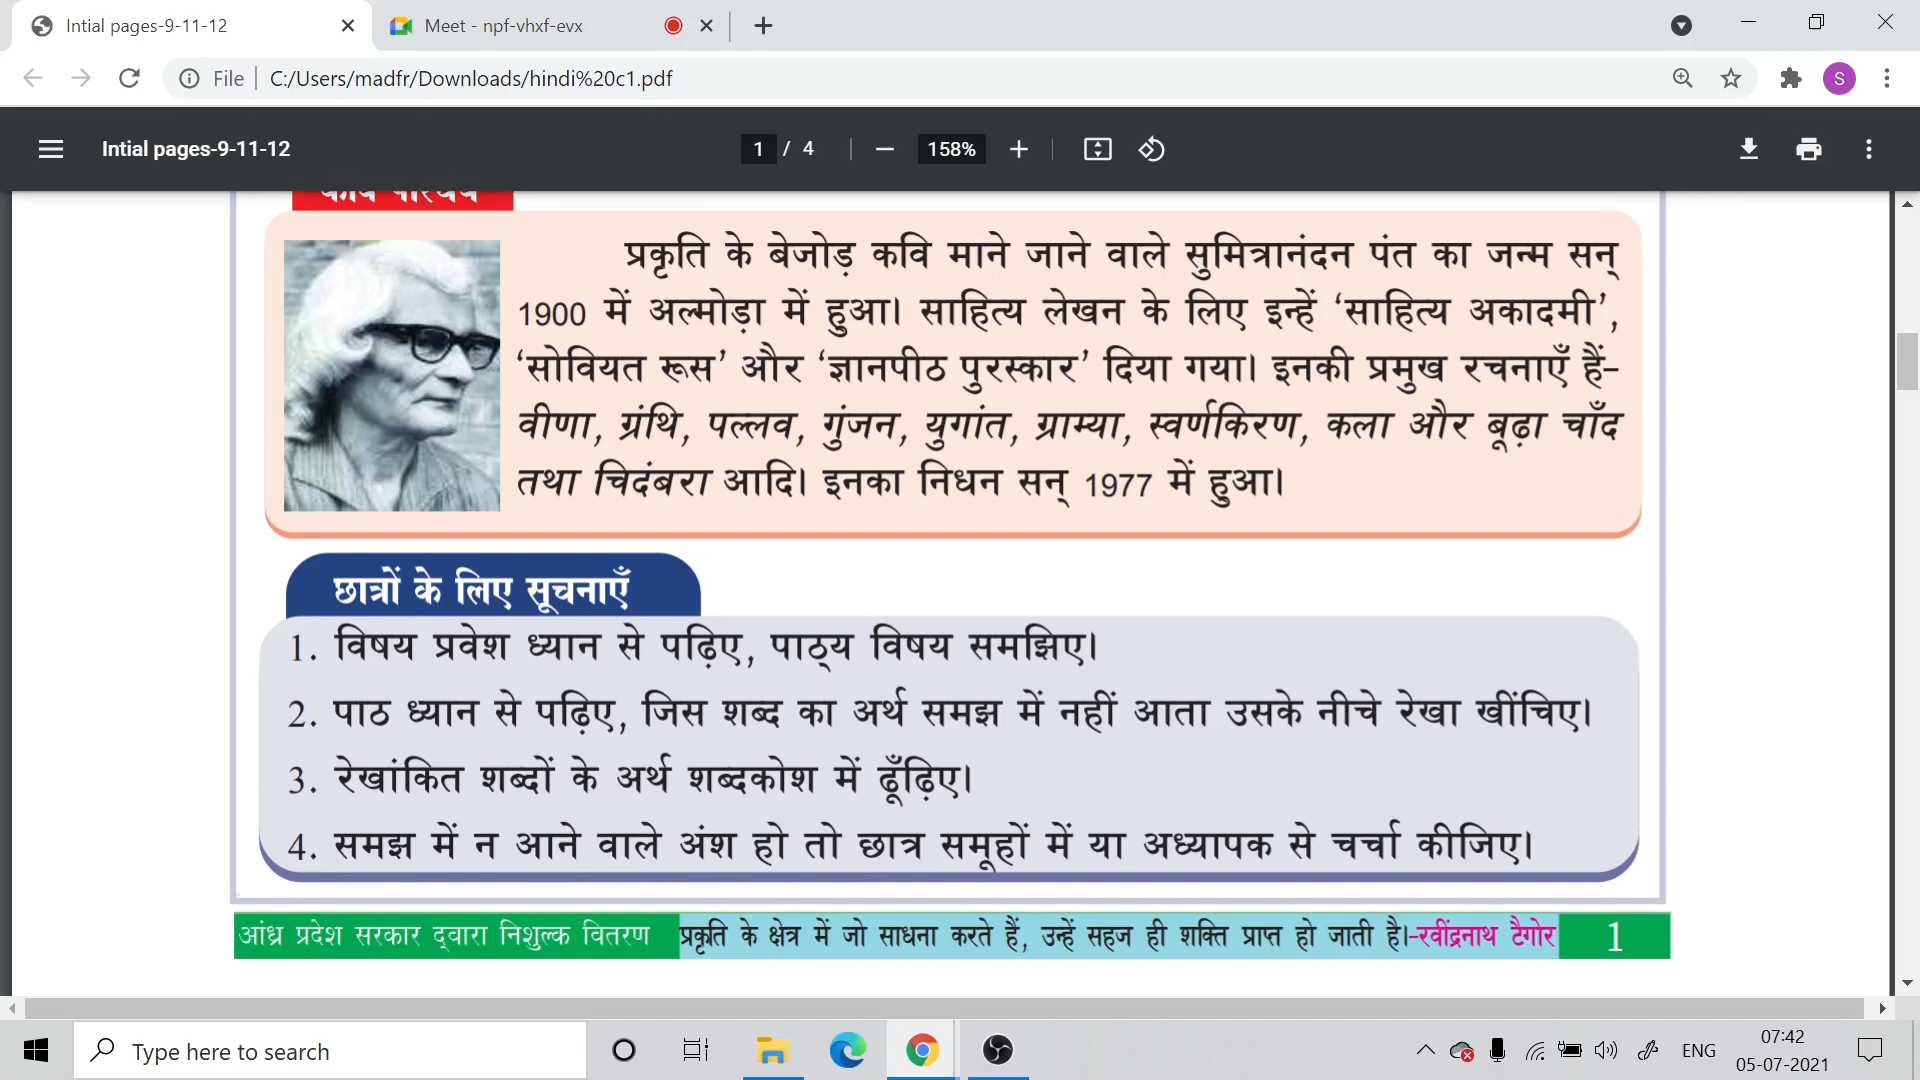 Intial pages-9-11-12
Meet - npf-vhxf-evx
File
C:/Users/madfr/Downloads/hindi%20c1.pdf
S
Intial pages-9-11-12
1 / 4
158%
कवि परिचय
प्रकृति के बेजोड़ कवि माने जाने वाले सुमित्रानंदन पंत का जन्म सन्
1900 में अल्मोड़ा में हुआ। साहित्य लेखन के लिए इन्हें ‘साहित्य अकादमी’,
‘सोवियत रूस’ और ‘ज्ञानपीठ पुरस्कार’ दिया गया। इनकी प्रमुख रचनाएँ हैं–
वीणा, ग्रंथि, पल्लव, गुंजन, युगांत, ग्राम्या, स्वर्णकिरण, कला और बूढ़ा चाँद
तथा चिदंबरा आदि। इनका निधन सन् 1977 में हुआ।
छात्रों के लिए सूचनाएँ
1. विषय प्रवेश ध्यान से पढ़िए, पाठ्य विषय समझिए।
2. पाठ ध्यान से पढ़िए, जिस शब्द का अर्थ समझ में नहीं आता उसके नीचे रेखा खींचिए।
3. रेखांकित शब्दों के अर्थ शब्दकोश में ढूँढ़िए।
4. समझ में न आने वाले अंश हो तो छात्र समूहों में या अध्यापक से चर्चा कीजिए।
आंध्र प्रदेश सरकार द्वारा निशुल्क वितरण
प्रकृति के क्षेत्र में जो साधना करते हैं, उन्हें सहज ही शक्ति प्राप्त हो जाती है।–रवींद्रनाथ टैगोर
1
Type here to search
ENG
07:42
05-07-2021